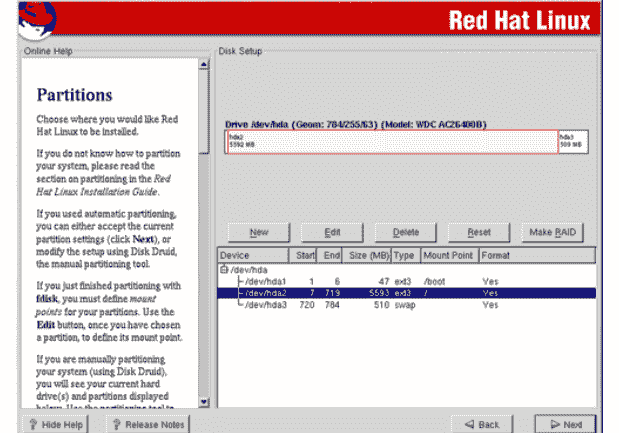 Red Hat Linux
Online Help
Disk Setup
Partitions
Choose where you would like Red
Hat Linux to be installed.
If you do not know how to partition
your system, please read the
section on partitioning in the Red
Hat Linux Installation Guide.
If you used automatic partitioning,
you can either accept the current
partition settings (click Next), or
modify the setup using Disk Druid,
the manual partitioning tool.
If you just finished partitioning with
fdisk, you must define mount
points for your partitions. Use the
Edit button, once you have chosen
a partition, to define its mount point.
If you are manually partitioning
your system (using Disk Druid),
you will see your current hard
drive(s) and partitions displayed
below. Use the partitioning tool to
Drive /dev/hda (Geom: 784/255/63) (Model: WDC AC26400B)
hda2 hda3
5592 MB 509 MB
New Edit Delete Reset Make RAID
Device Start End Size (MB) Type Mount Point Format
/dev/hda
/dev/hda1 1 6 47 ext3 /boot Yes
/dev/hda2 7 719 5593 ext3 / Yes
/dev/hda3 720 784 510 swap Yes
Hide Help Release Notes Back Next